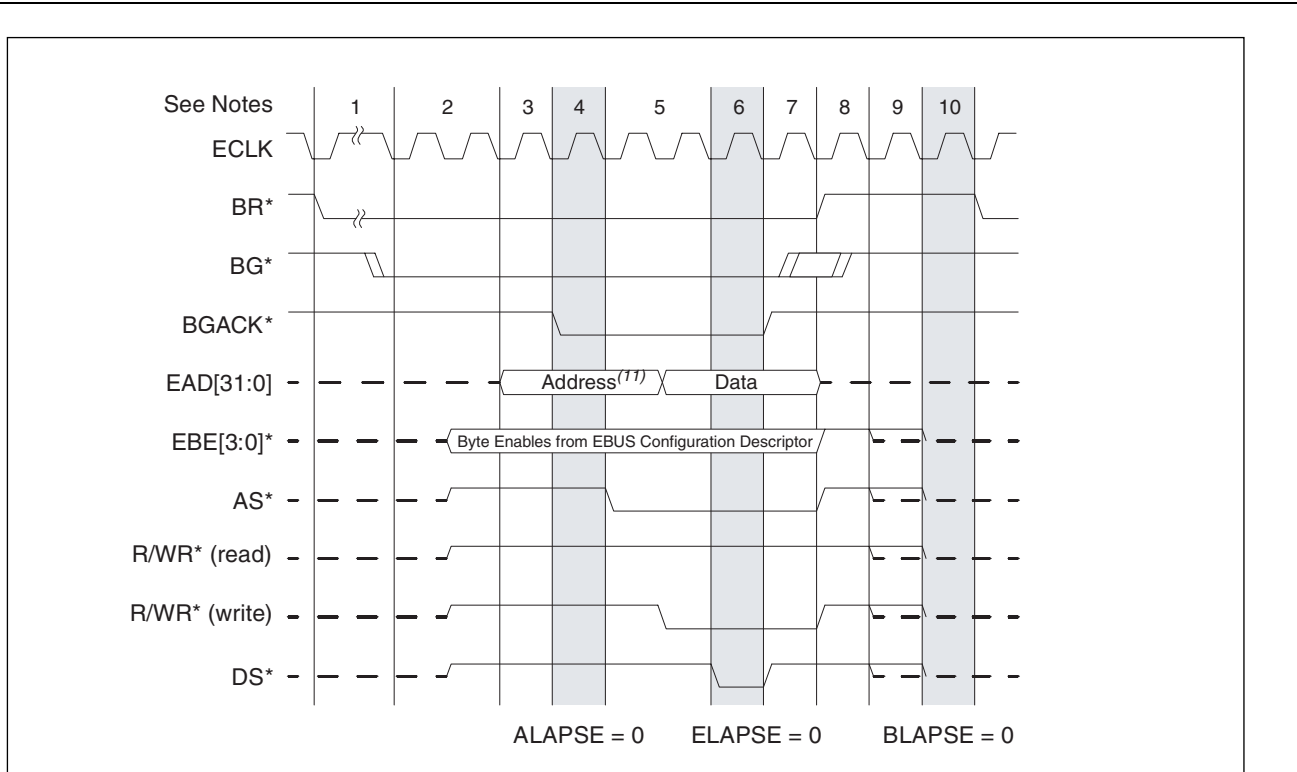 See Notes 1 2 3 4 5 6 7 8 9 10
ECLK
BR*
BG*
BGACK*
EAD[31:0] Address(11) Data
EBE[3:0]* Byte Enables from EBUS Configuration Descriptor
AS*
R/WR* (read)
R/WR* (write)
DS*
ALAPSE = 0 ELAPSE = 0 BLAPSE = 0